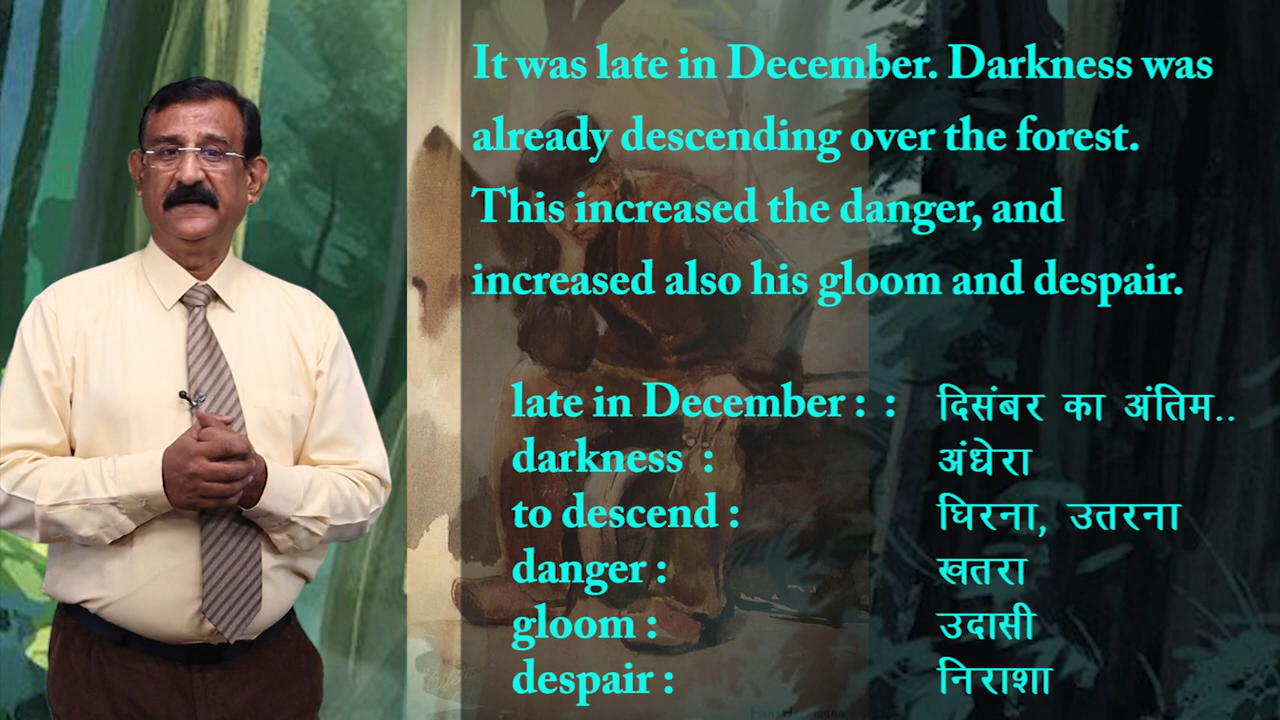 It was late in December. Darkness was
already descending over the forest.
This increased the danger, and
increased also his gloom and despair.
late in December : : दिसंबर का अंतिम..
darkness : अंधेरा
to descend : घिरना, उतरना
danger : खतरा
gloom : उदासी
despair : निराशा